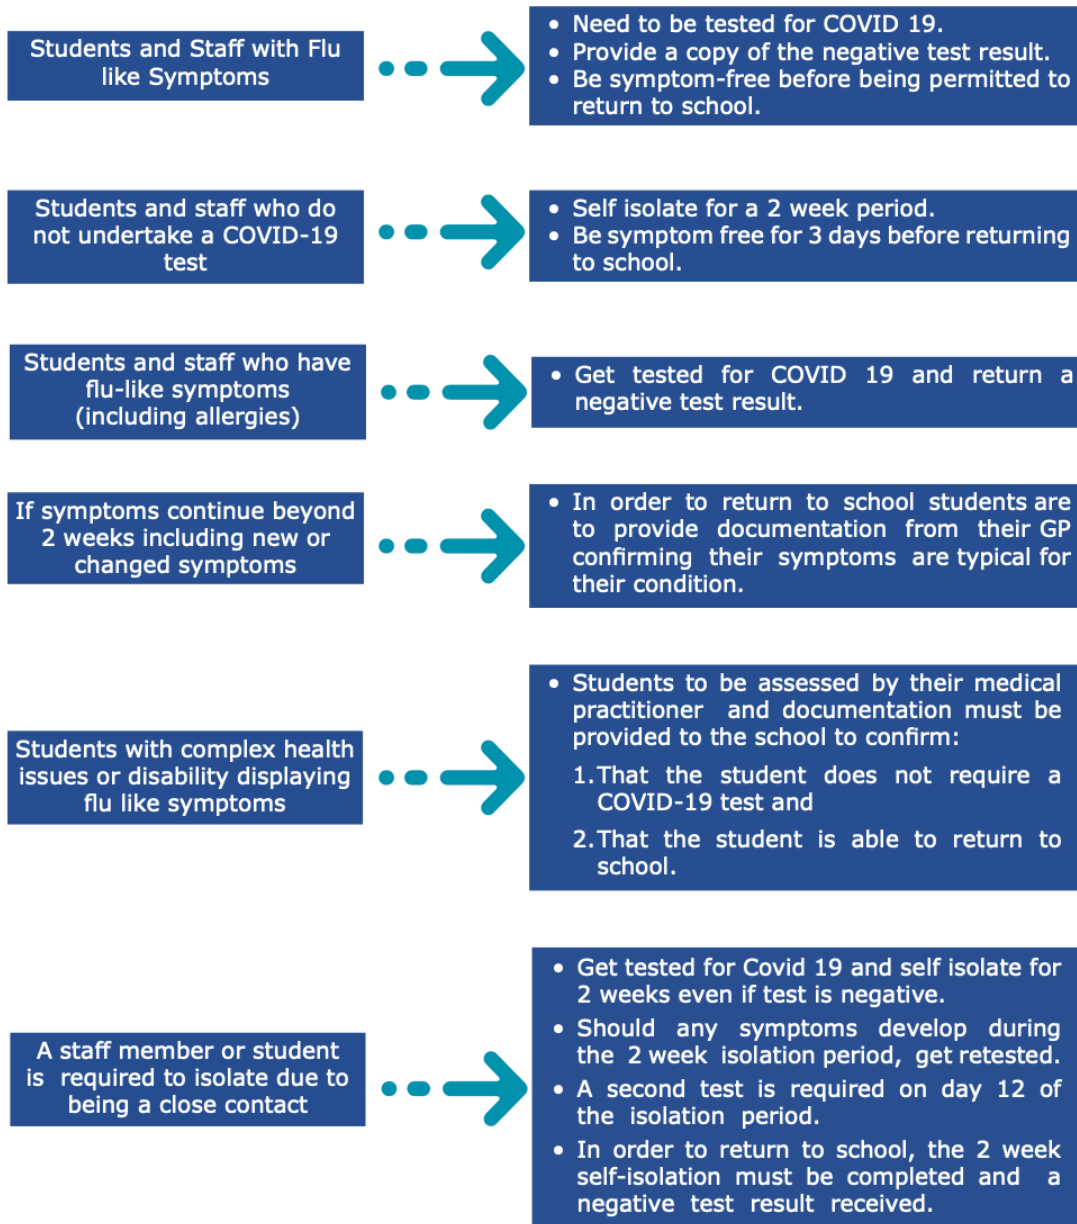 Students and Staff with Flu
like Symptoms
• Need to be tested for COVID 19.
• Provide a copy of the negative test result.
• Be symptom-free before being permitted to
return to school.
Students and staff who do
not undertake a COVID-19
test
• Self isolate for a 2 week period.
• Be symptom free for 3 days before returning
to school.
Students and staff who have
flu-like symptoms
(including allergies)
• Get tested for COVID 19 and return a
negative test result.
If symptoms continue beyond
2 weeks including new or
changed symptoms
• In order to return to school students are
to provide documentation from their GP
confirming their symptoms are typical for
their condition.
Students with complex health
issues or disability displaying
flu like symptoms
• Students to be assessed by their medical
practitioner and documentation must be
provided to the school to confirm:
1. That the student does not require a
COVID-19 test and
2. That the student is able to return to
school.
A staff member or student
is required to isolate due to
being a close contact
• Get tested for Covid 19 and self isolate for
2 weeks even if test is negative.
• Should any symptoms develop during
the 2 week isolation period, get retested.
• A second test is required on day 12 of
the isolation period.
• In order to return to school, the 2 week
self-isolation must be completed and a
negative test result received.